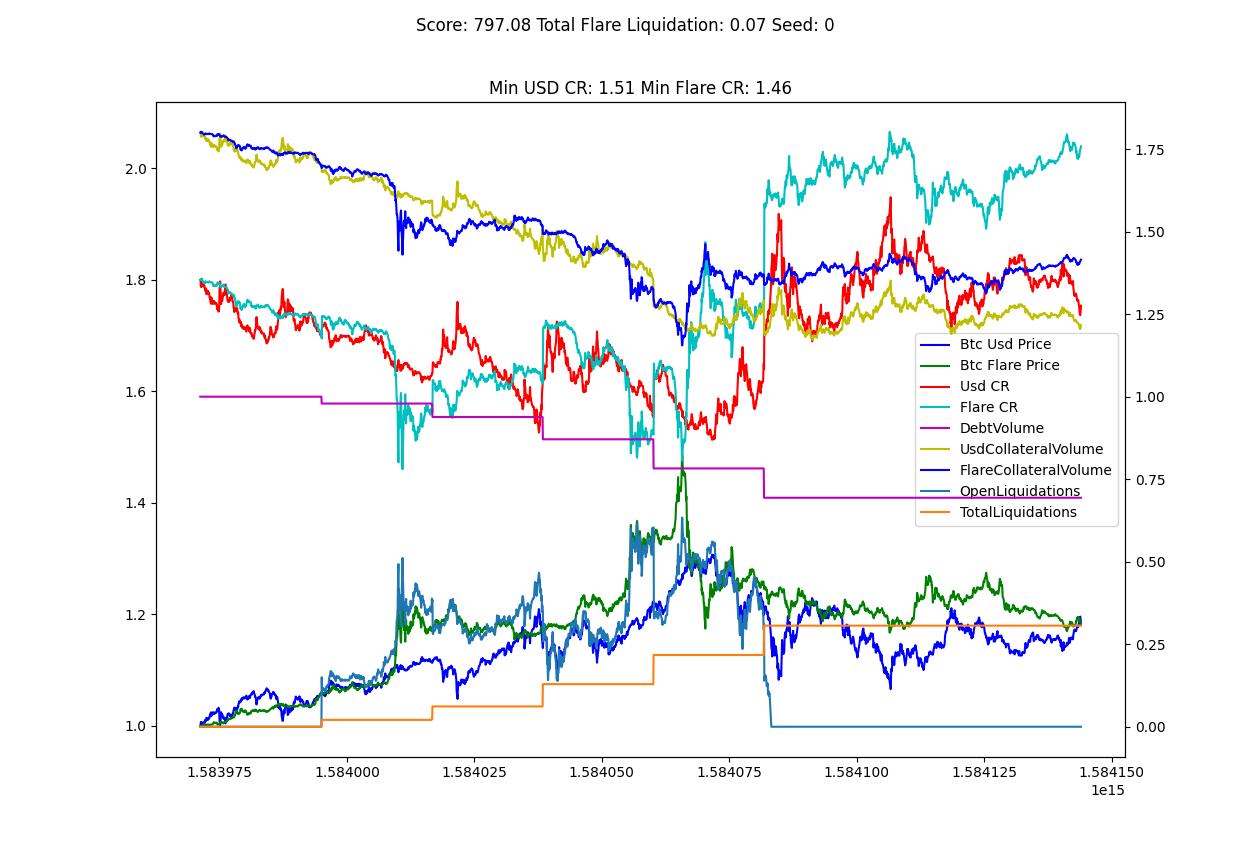 Score: 797.08 Total Flare Liquidation: 0.07 Seed: 0
Min USD CR: 1.51 Min Flare CR: 1.46
2.0
1.8
1.6
1.4
1.2
1.0
1.75
1.50
1.25
1.00
0.75
0.50
0.25
0.00
Btc Usd Price
Btc Flare Price
Usd CR
Flare CR
DebtVolume
UsdCollateralVolume
FlareCollateralVolume
OpenLiquidations
TotalLiquidations
1.583975 1.584000 1.584025 1.584050 1.584075 1.584100 1.584125 1.584150
1e15